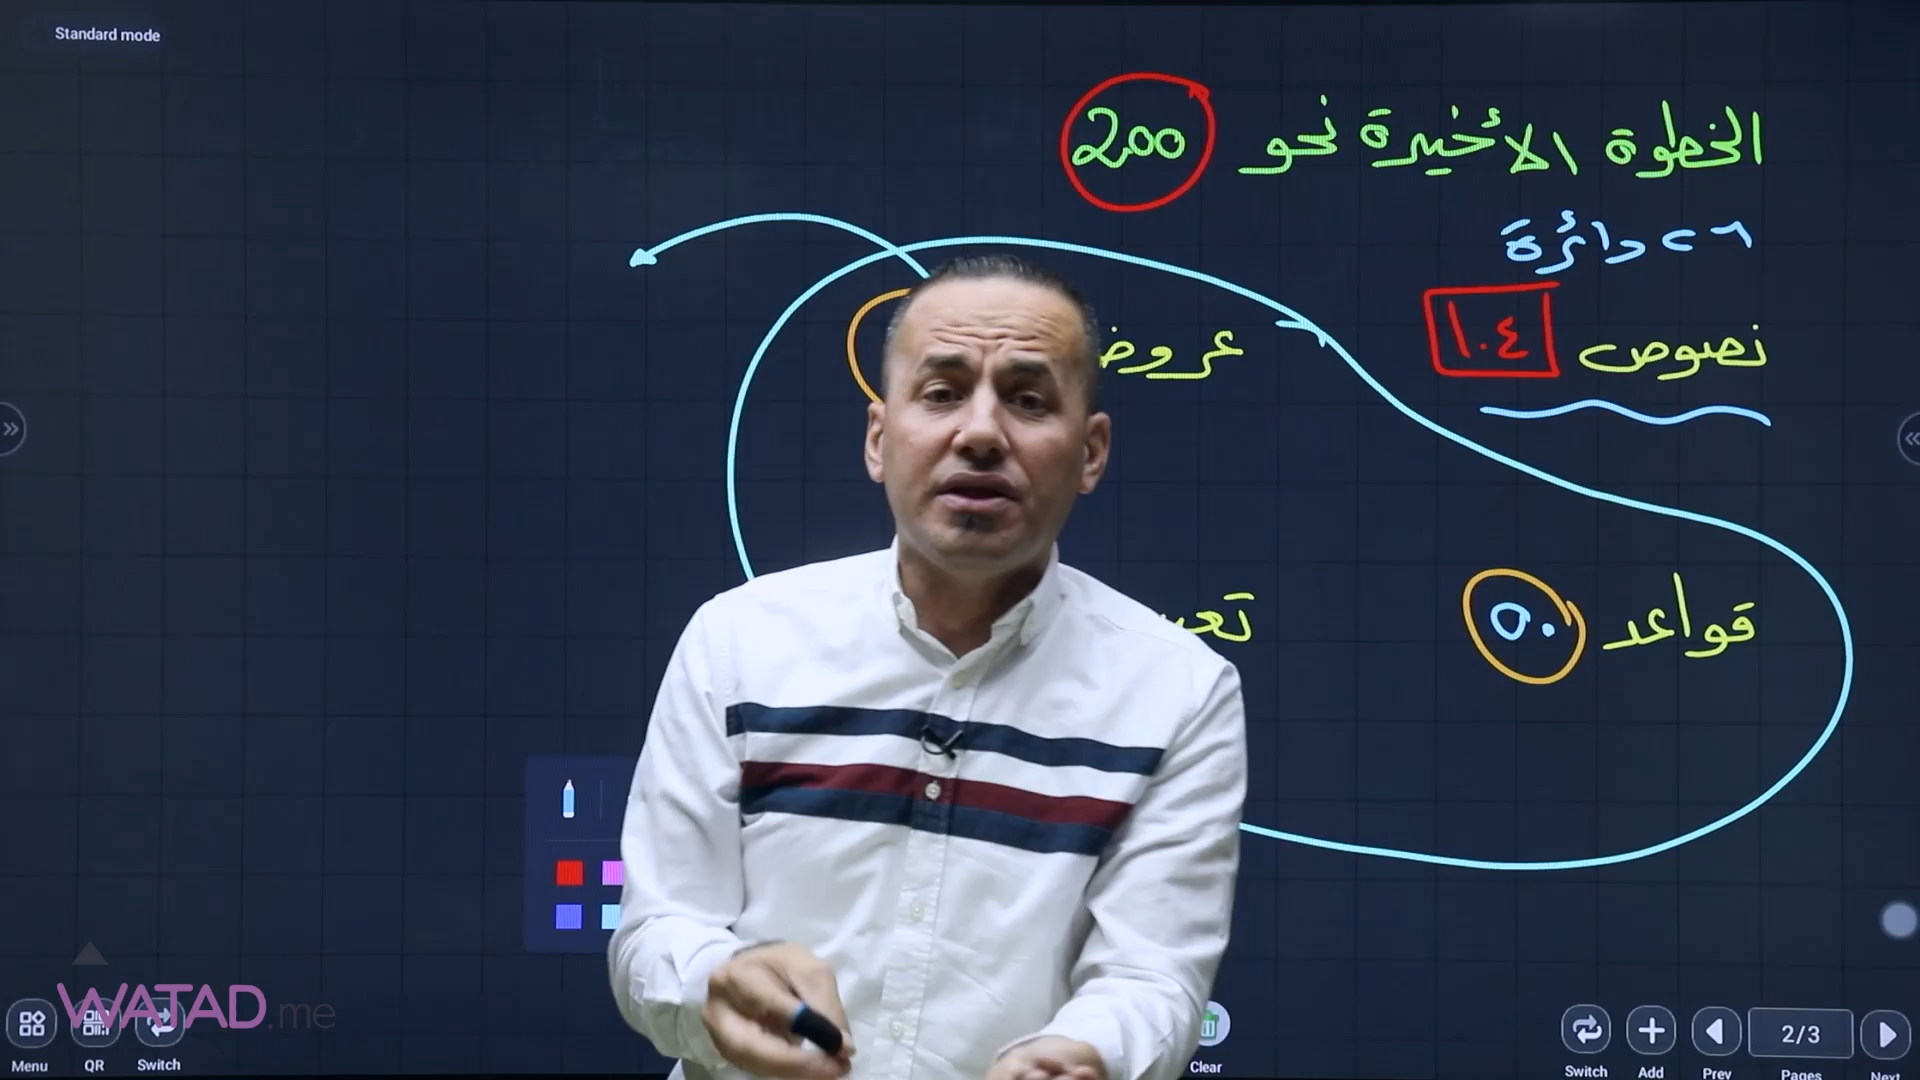 Standard mode
الخطوة الأخيرة نحو 200
٢٦ دائرة
نصوص ١٠٤
عروض
قواعد ٥٠
WATAD.me
Menu QR Switch
Clear
Switch Add Prev 2/3 Pages Next